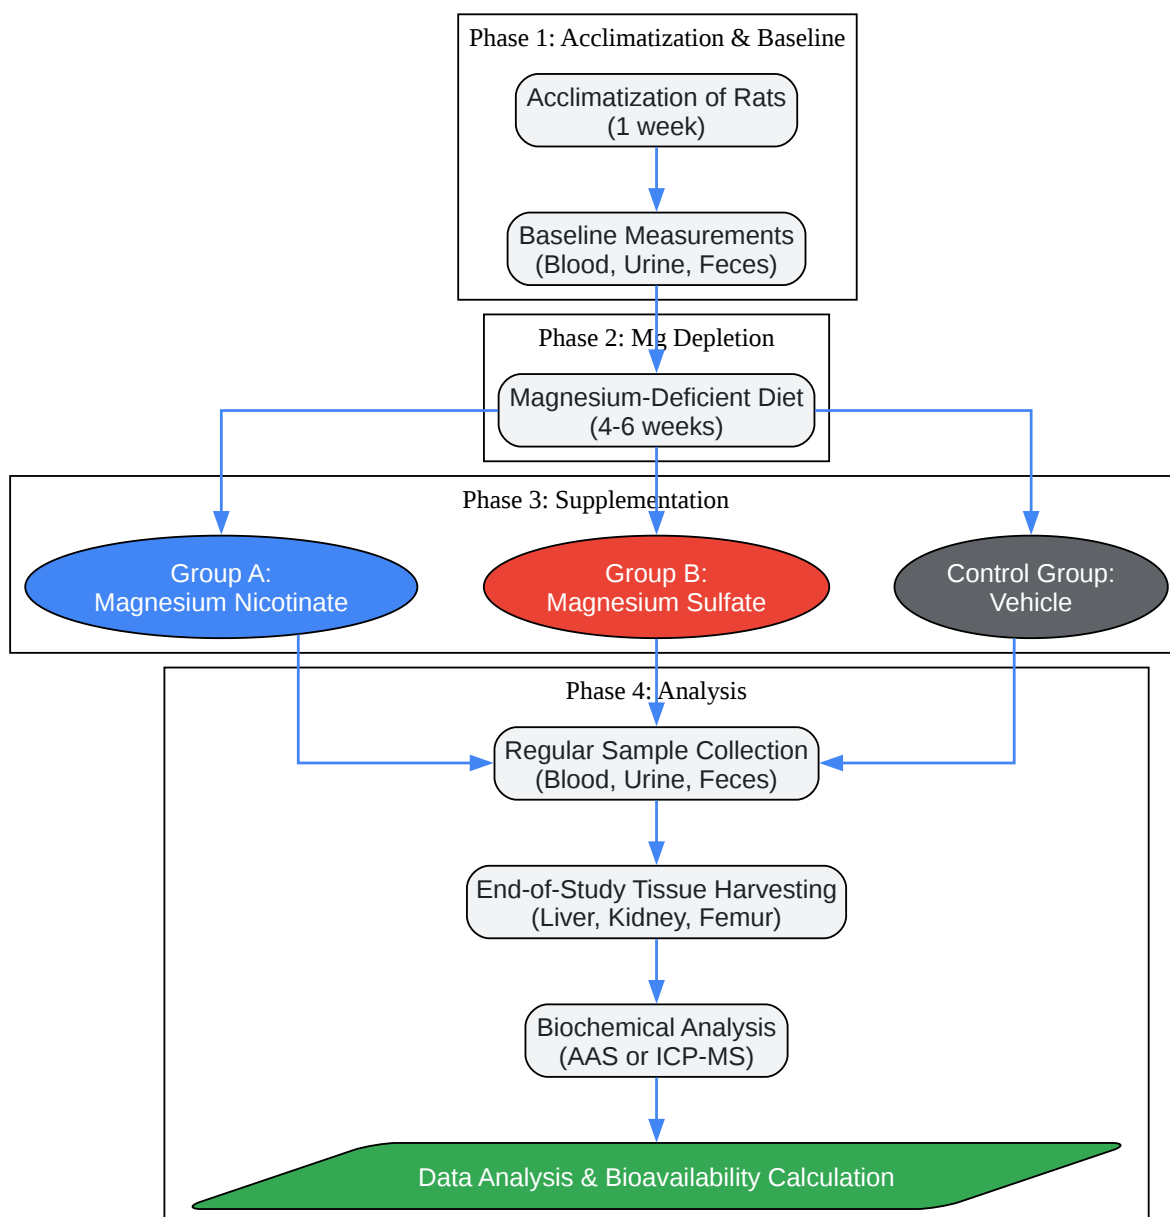 Phase 1: Acclimatization & Baseline
Acclimatization of Rats
(1 week)
Baseline Measurements
(Blood, Urine, Feces)
Phase 2: Mg Depletion
Magnesium-Deficient Diet
(4-6 weeks)
Phase 3: Supplementation
Group A:
Magnesium Nicotinate
Group B:
Magnesium Sulfate
Control Group:
Vehicle
Phase 4: Analysis
Regular Sample Collection
(Blood, Urine, Feces)
End-of-Study Tissue Harvesting
(Liver, Kidney, Femur)
Biochemical Analysis
(AAS or ICP-MS)
Data Analysis & Bioavailability Calculation